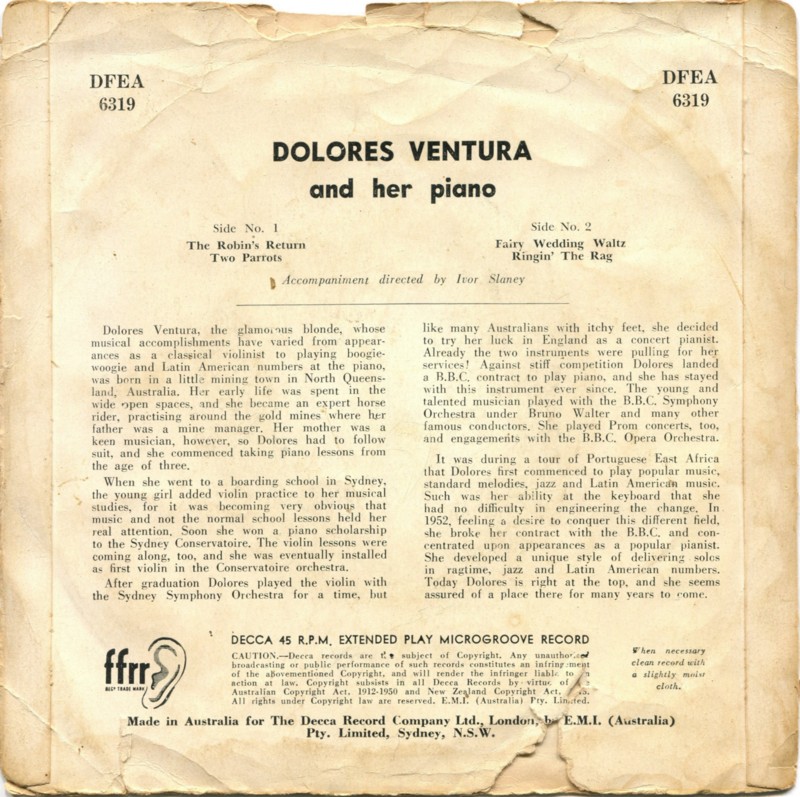 DFEA
6319
DFEA
6319
DOLORES VENTURA
and her piano
Side No. 1
The Robin's Return
Two Parrots
Side No. 2
Fairy Wedding Waltz
Ringin' The Rag
Accompaniment directed by Ivor Slaney
Dolores Ventura, the glamorous blonde, whose
musical accomplishments have varied from appear-
ances as a classical violinist to playing boogie-
woogie and Latin American numbers at the piano,
was born in a little mining town in North Queens-
land, Australia. Her early life was spent in the
wide open spaces, and she became an expert horse
rider, practising around the gold mines where her
father was a mine manager. Her mother was a
keen musician, however, so Dolores had to follow
suit, and she commenced taking piano lessons from
the age of three.
When she went to a boarding school in Sydney,
the young girl added violin practice to her musical
studies, for it was becoming very obvious that
music and not the normal school lessons held her
real attention. Soon she won a piano scholarship
to the Sydney Conservatoire. The violin lessons were
coming along, too, and she was eventually installed
as first violin in the Conservatoire orchestra.
After graduation Dolores played the violin with
the Sydney Symphony Orchestra for a time, but
like many Australians with itchy feet, she decided
to try her luck in England as a concert pianist.
Already the two instruments were pulling for her
services! Against stiff competition Dolores landed
a B.B.C. contract to play piano, and she has stayed
with this instrument ever since. The young and
talented musician played with the B.B.C. Symphony
Orchestra under Bruno Walter and many other
famous conductors. She played Prom concerts, too,
and engagements with the B.B.C. Opera Orchestra.
It was during a tour of Portuguese East Africa
that Dolores first commenced to play popular music,
standard melodies, jazz and Latin American music.
Such was her ability at the keyboard that she
had no difficulty in engineering the change. In
1952, feeling a desire to conquer this different field,
she broke her contract with the B.B.C. and con-
centrated upon appearances as a popular pianist.
She developed a unique style of delivering solos
in ragtime, jazz and Latin American numbers.
Today Dolores is right at the top, and she seems
assured of a place there for many years to come.
ffrr
REG? TRADE MARK
DECCA 45 R.P.M. EXTENDED PLAY MICROGROOVE RECORD
CAUTION.—Decca records are the subject of Copyright. Any unauthorised
broadcasting or public performance of such records constitutes an infringement
of the abovementioned Copyright, and will render the infringer liable to an
action at law. Copyright subsists in all Decca Records by virtue of
Australian Copyright Act, 1912-1950 and New Zealand Copyright Act,
All rights under Copyright law are reserved. E.M.I. (Australia) Pty. Limited.
When necessary
clean record with
a slightly moist
cloth.
Made in Australia for The Decca Record Company Ltd., London, by E.M.I. (Australia)
Pty. Limited, Sydney, N.S.W.